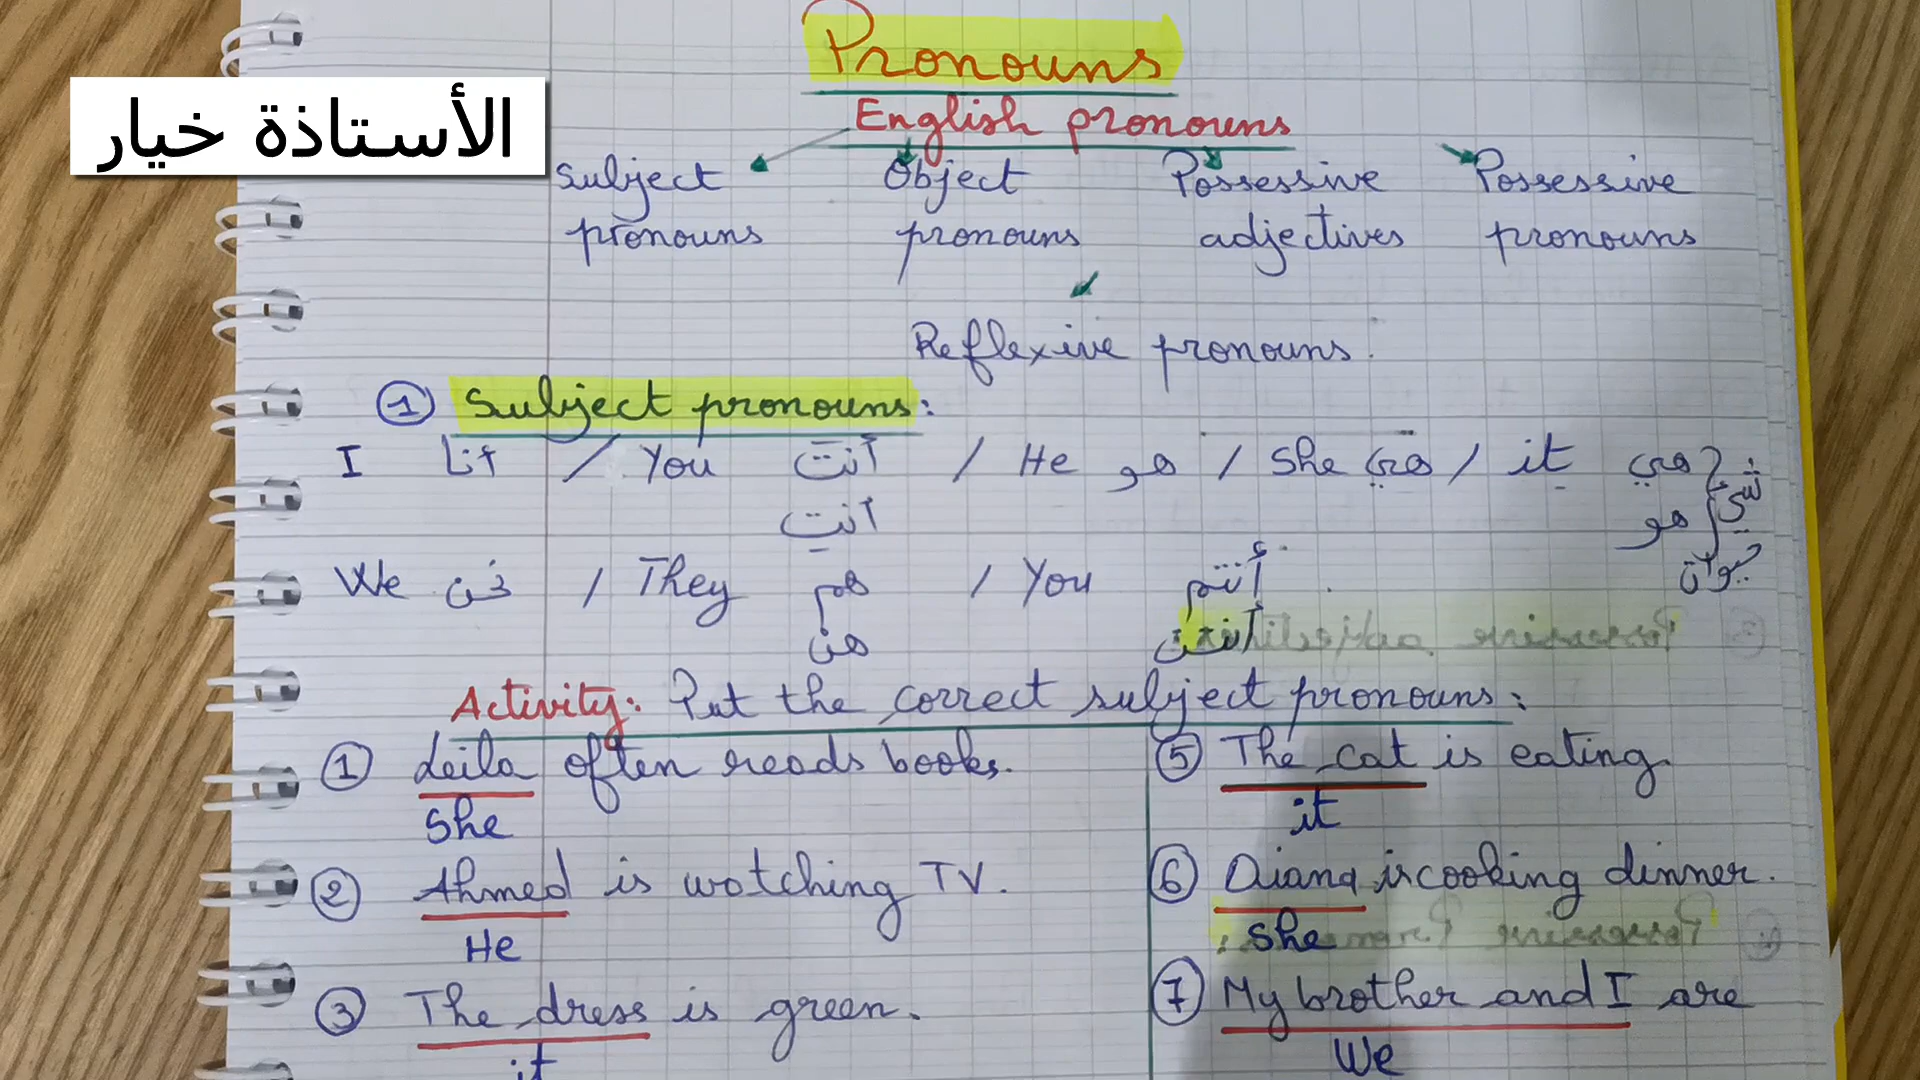 الأستاذة خيار
Pronouns
English pronouns
Subject pronouns
Object pronouns
Possessive adjectives
Possessive pronouns
Reflexive pronouns.
① Subject pronouns:
I أنا / You أنتَ / He هو / She هي / it هي شيء
أنتِ هو حيوان
We نحن / They هم / You أنتم
هن أنتن
Activity: Put the correct subject pronouns:
① Leila often reads books.
She
② Ahmed is watching TV.
He
③ The dress is green.
it
⑤ The cat is eating.
it
⑥ Diana is cooking dinner.
She
⑦ My brother and I are
We